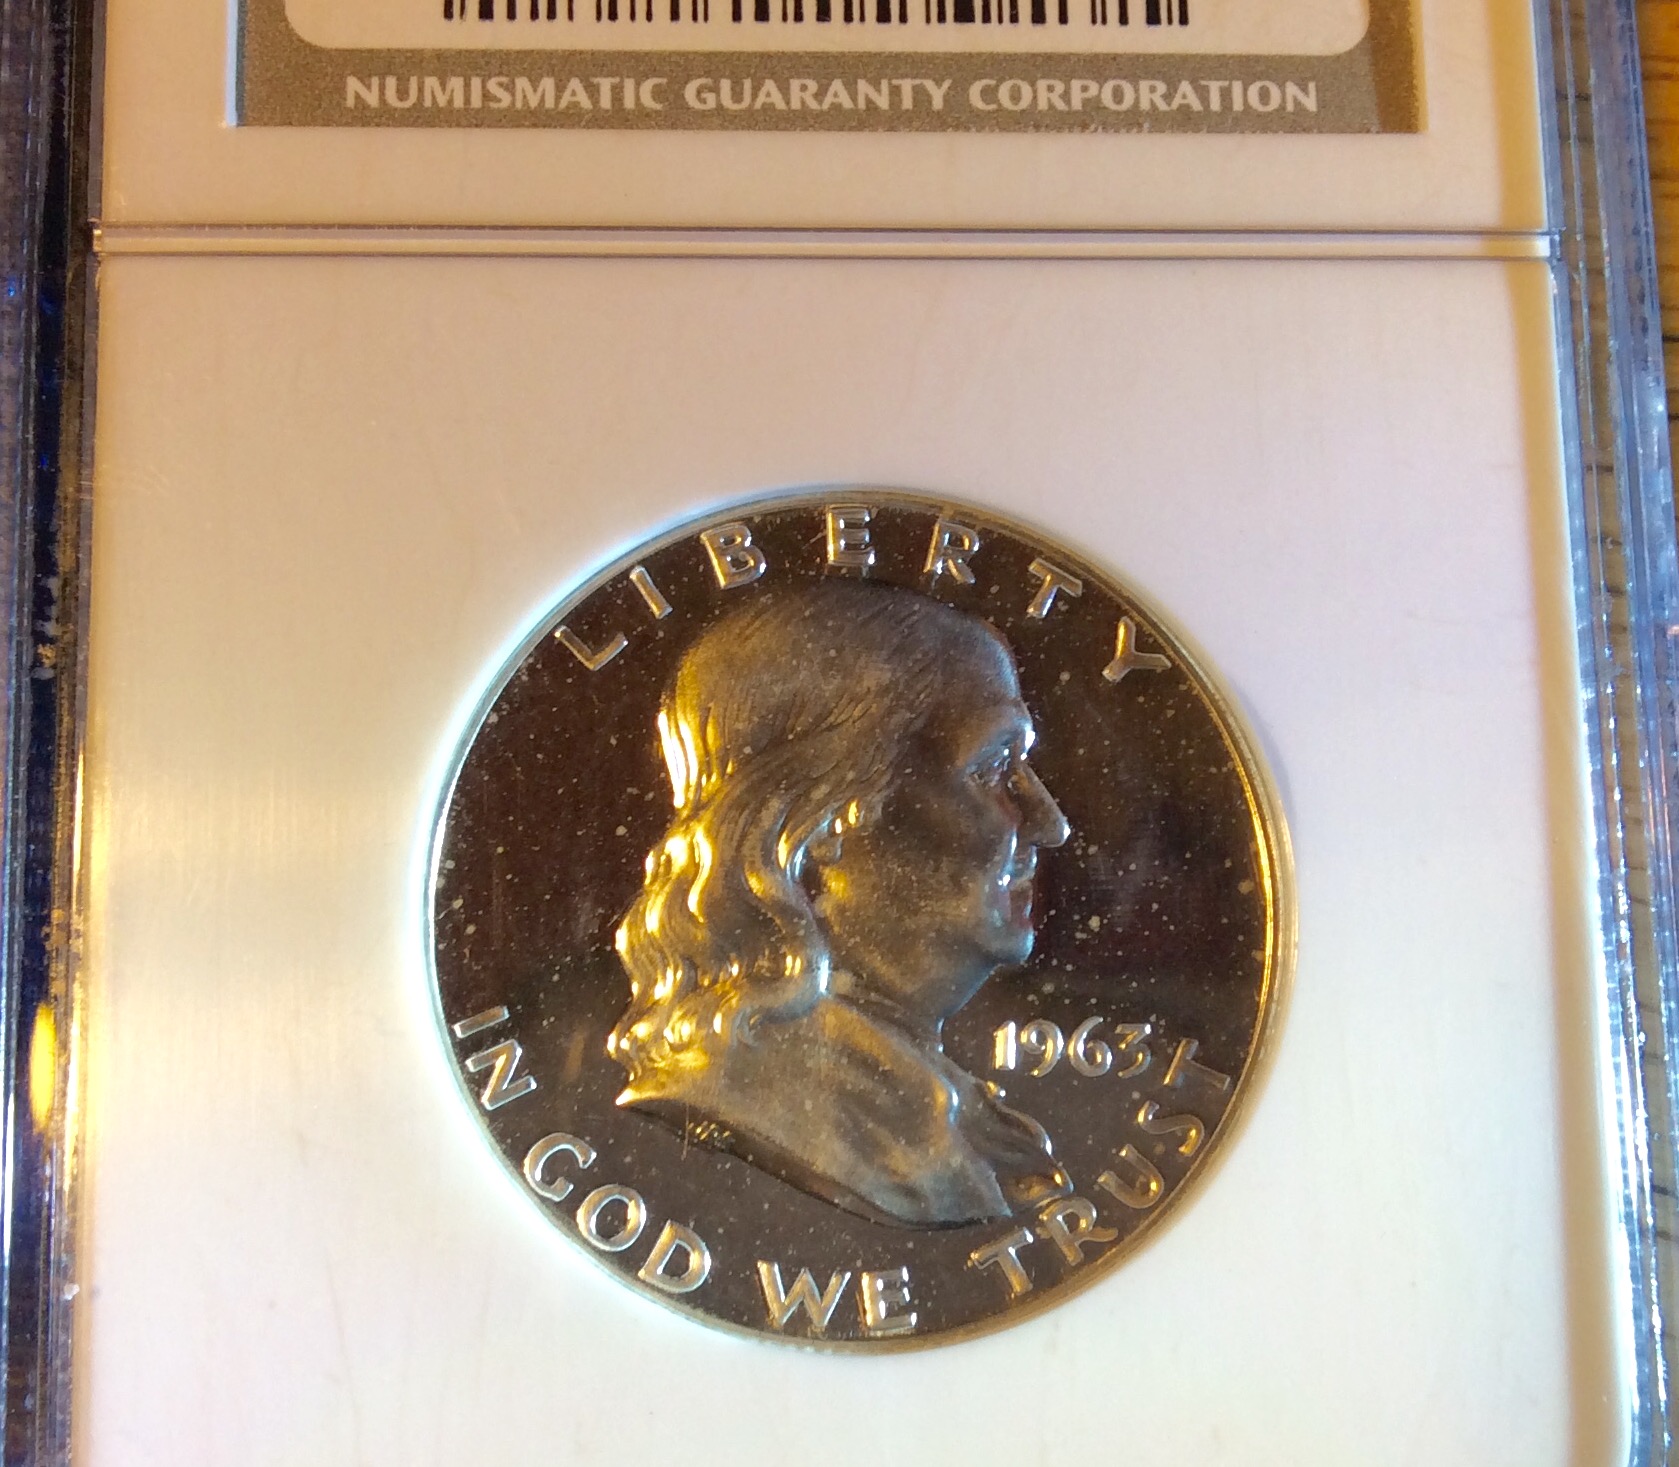 NUMISMATIC GUARANTY CORPORATION
LIBERTY
1963
IN GOD WE TRUST